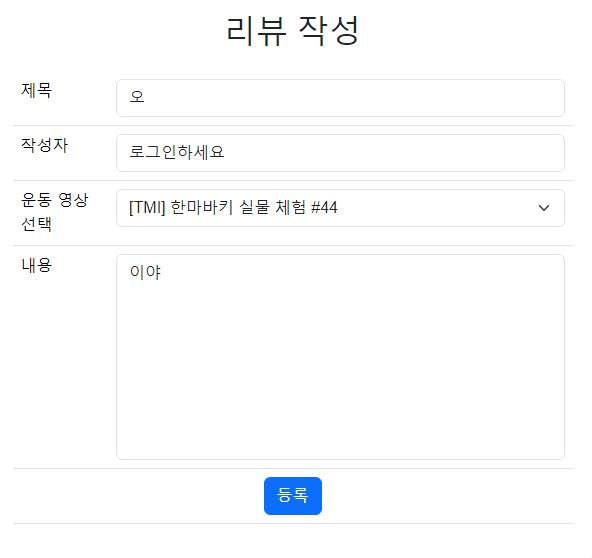 리뷰 작성
제목
오
작성자
로그인하세요
운동 영상
선택
[TMI] 한마바키 실물 체험 #44
내용
이야
등록